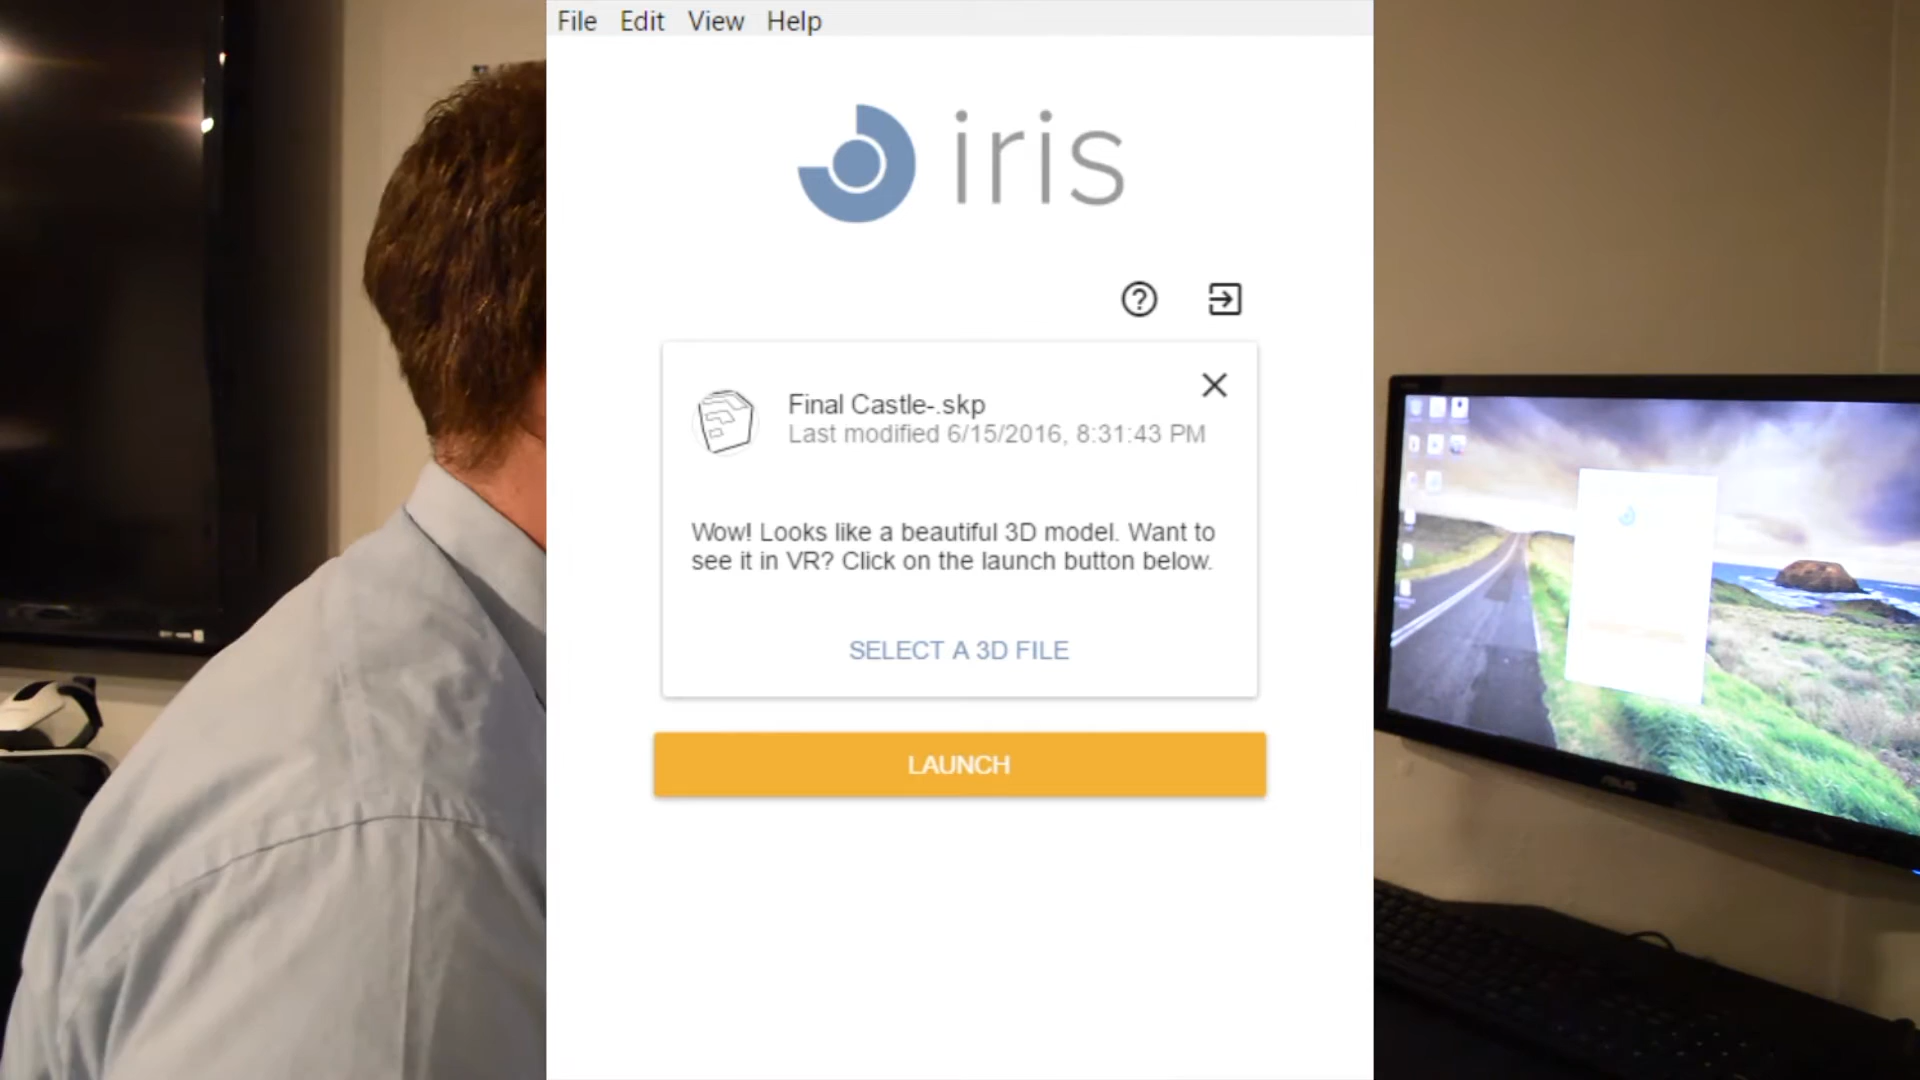 File Edit View Help
iris
Final Castle-.skp
Last modified 6/15/2016, 8:31:43 PM
Wow! Looks like a beautiful 3D model. Want to
see it in VR? Click on the launch button below.
SELECT A 3D FILE
LAUNCH
ASUS